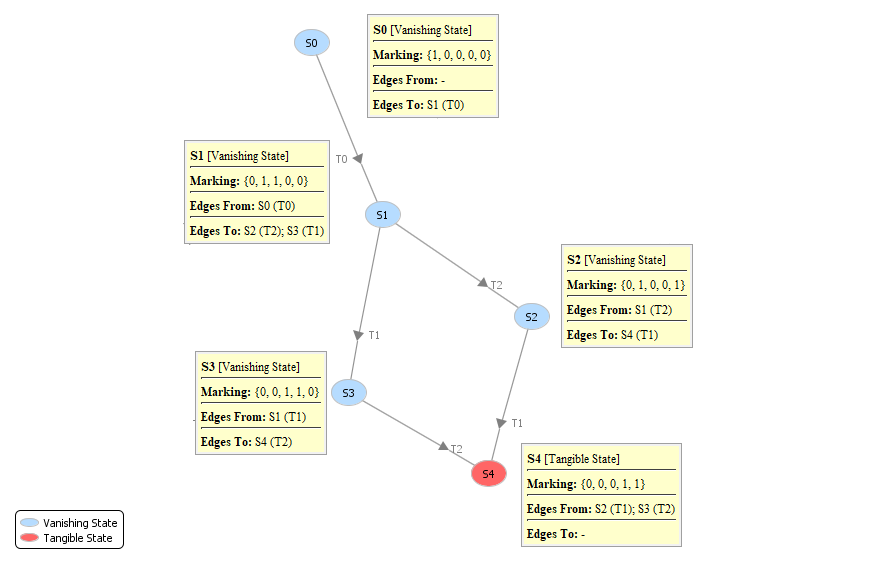 S0
S0 [Vanishing State]
Marking: {1, 0, 0, 0, 0}
Edges From: -
Edges To: S1 (T0)
S1 [Vanishing State]
Marking: {0, 1, 1, 0, 0}
Edges From: S0 (T0)
Edges To: S2 (T2); S3 (T1)
T0
S1
T2
S2 [Vanishing State]
Marking: {0, 1, 0, 0, 1}
Edges From: S1 (T2)
Edges To: S4 (T1)
S2
T1
S3 [Vanishing State]
Marking: {0, 0, 1, 1, 0}
Edges From: S1 (T1)
Edges To: S4 (T2)
S3
T1
T2
S4
S4 [Tangible State]
Marking: {0, 0, 0, 1, 1}
Edges From: S2 (T1); S3 (T2)
Edges To: -
Vanishing State
Tangible State